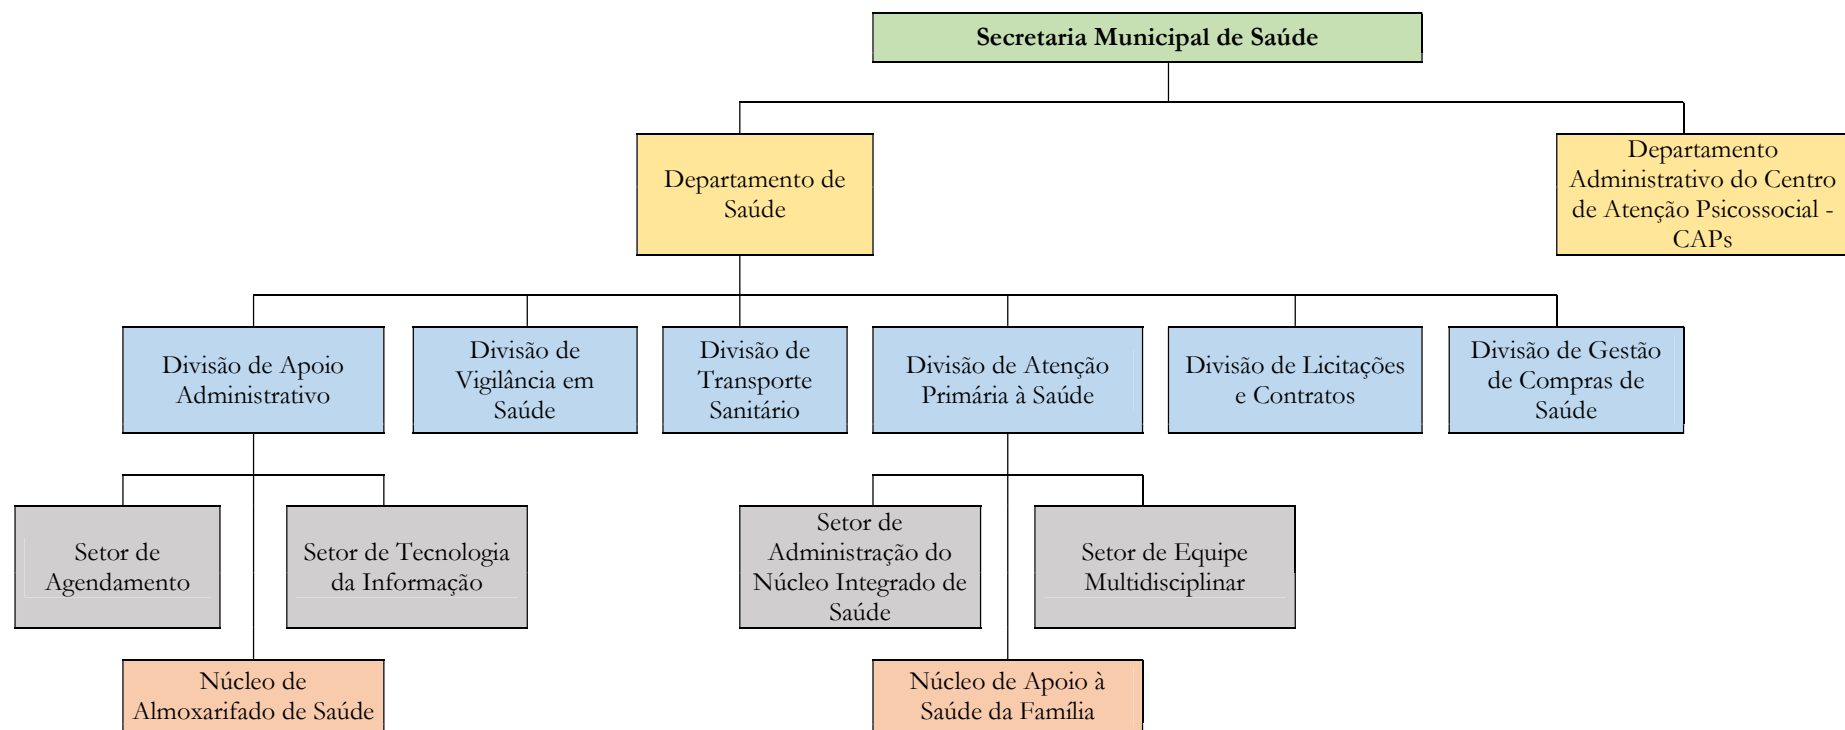 Secretaria Municipal de Saúde
Departamento de
Saúde
Departamento
Administrativo do Centro
de Atenção Psicossocial -
CAPs
Divisão de Apoio
Administrativo
Divisão de
Vigilância em
Saúde
Divisão de
Transporte
Sanitário
Divisão de Atenção
Primária à Saúde
Divisão de Licitações
e Contratos
Divisão de Gestão
de Compras de
Saúde
Setor de
Agendamento
Setor de Tecnologia
da Informação
Setor de
Administração do
Núcleo Integrado de
Saúde
Setor de Equipe
Multidisciplinar
Núcleo de
Almoxarifado de Saúde
Núcleo de Apoio à
Saúde da Família